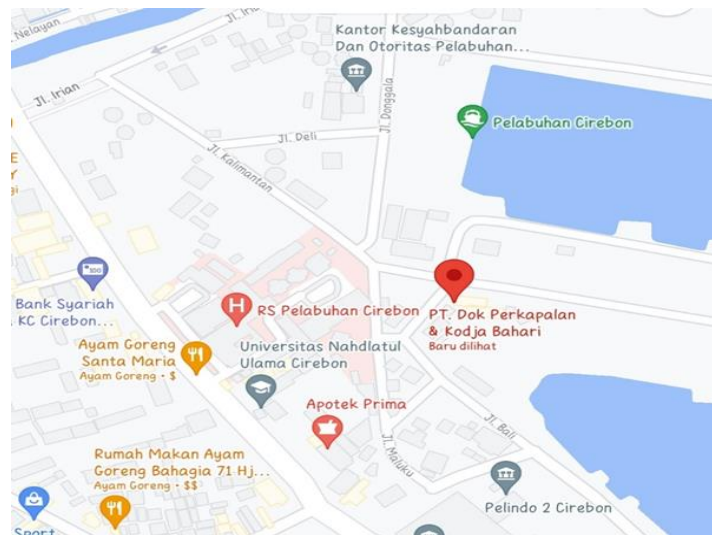 Nelayan
Jl. Irian
Kantor Kesyahbandaran
Dan Otoritas Pelabuhan...
Jl. Irian
Jl. Donggala
Jl. Deli
Pelabuhan Cirebon
Jl. Kalimantan
E
Y
gi
Bank Syariah
KC Cirebon...
H
RS Pelabuhan Cirebon
PT. Dok Perkapalan
& Kodja Bahari
Baru dilihat
Ayam Goreng
Santa Maria
Ayam Goreng • $
Universitas Nahdlatul
Ulama Cirebon
Apotek Prima
Jl. Bali
Jl. Maluku
Rumah Makan Ayam
Goreng Bahagia 71 Hj...
Ayam Goreng • $$
Pelindo 2 Cirebon
Sport